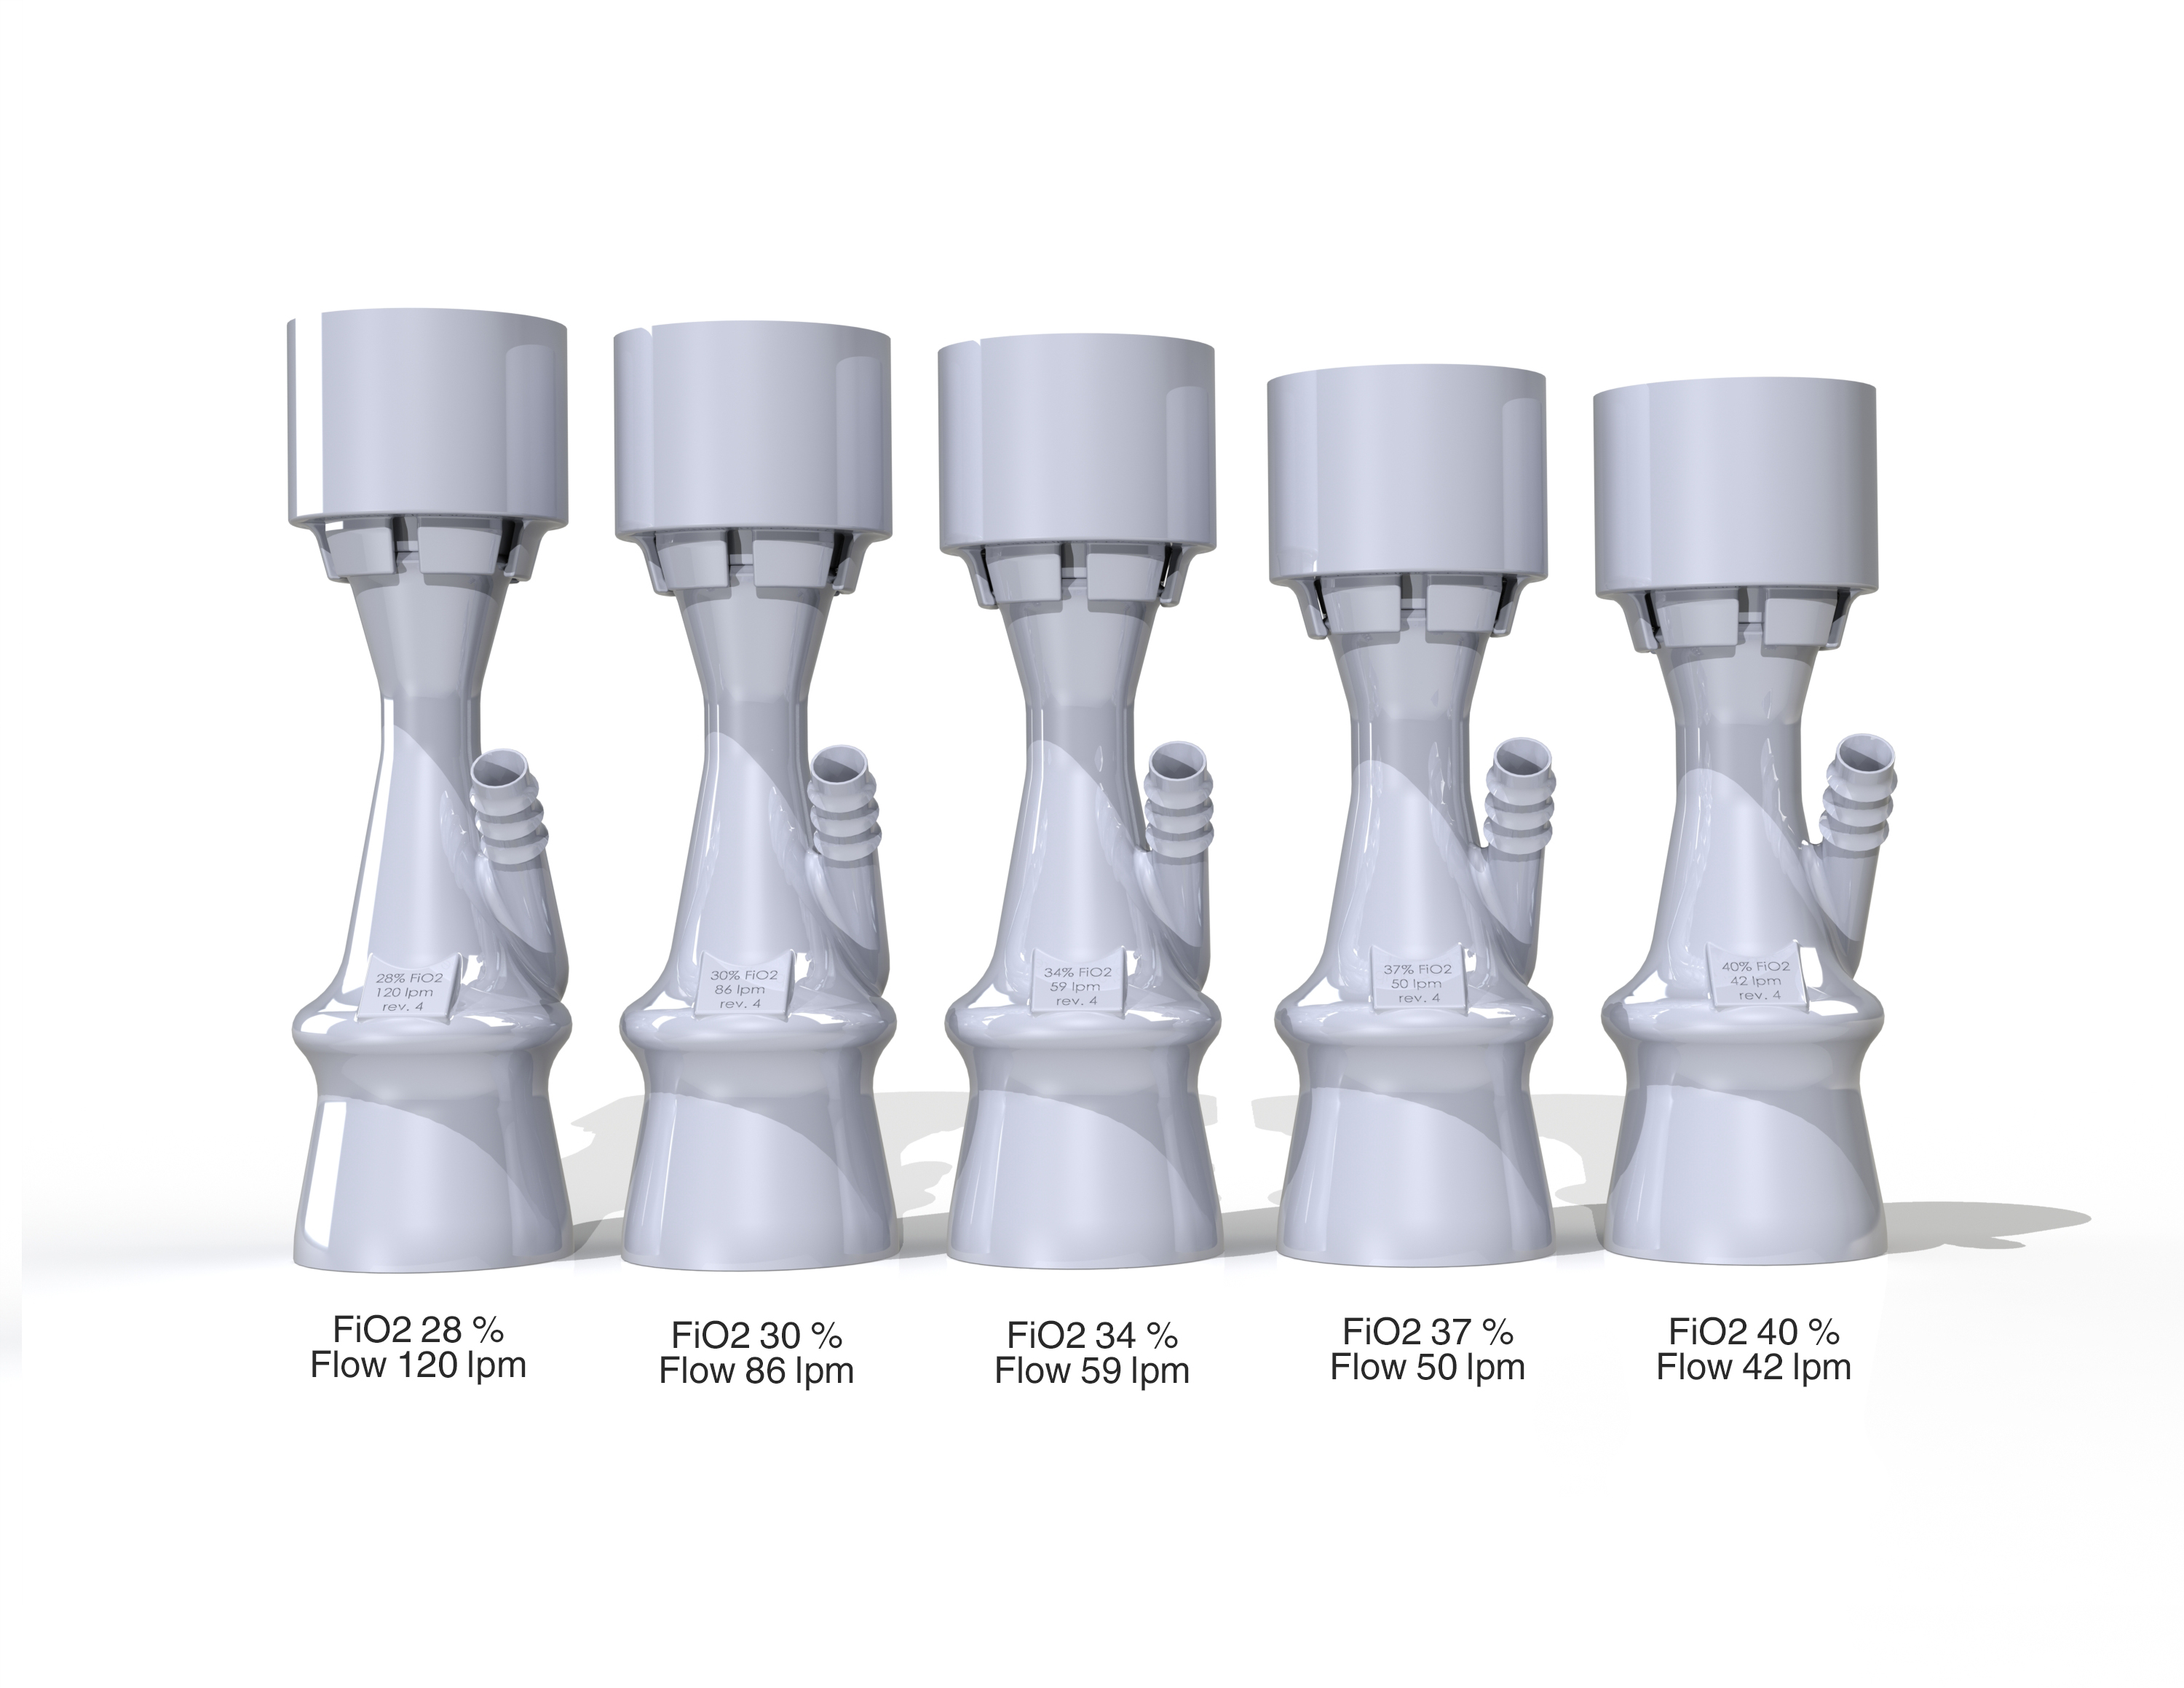 28% FiO2
120 lpm
rev. 4
30% FiO2
86 lpm
rev. 4
34% FiO2
59 lpm
rev. 4
37% FiO2
50 lpm
rev. 4
40% FiO2
42 lpm
rev. 4
FiO2 28 %
Flow 120 lpm
FiO2 30 %
Flow 86 lpm
FiO2 34 %
Flow 59 lpm
FiO2 37 %
Flow 50 lpm
FiO2 40 %
Flow 42 lpm